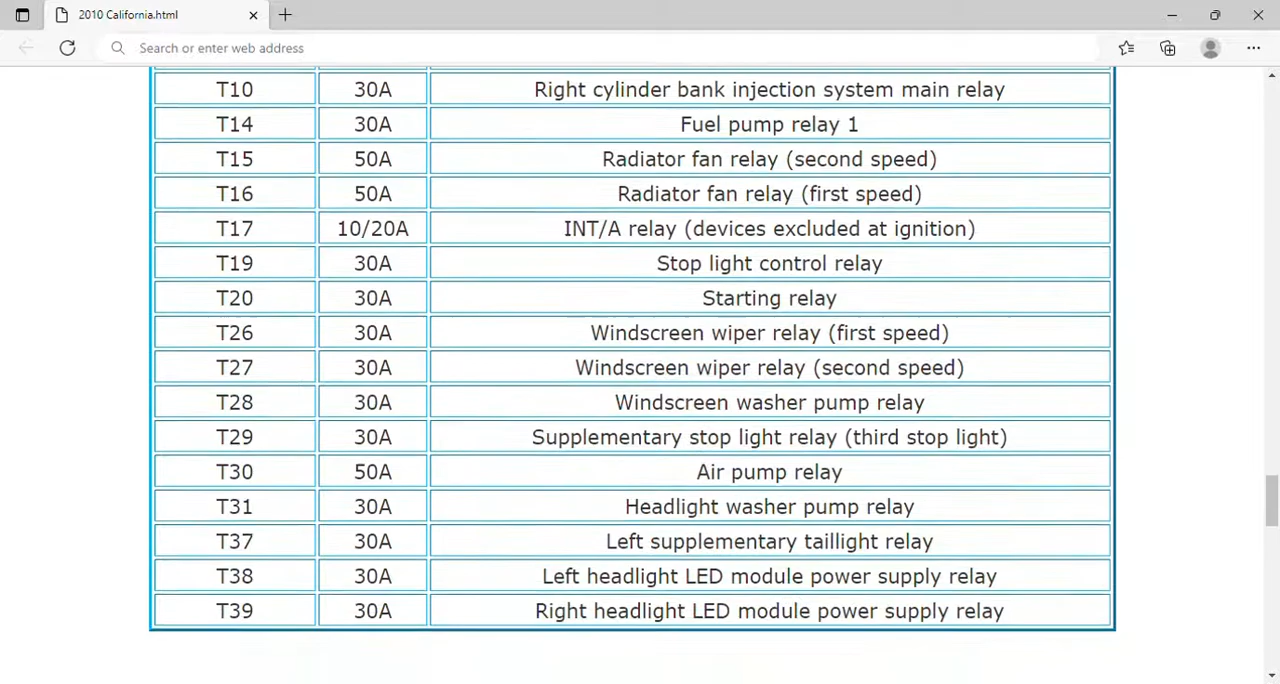 2010 California.html
Search or enter web address
T10 30A Right cylinder bank injection system main relay
T14 30A Fuel pump relay 1
T15 50A Radiator fan relay (second speed)
T16 50A Radiator fan relay (first speed)
T17 10/20A INT/A relay (devices excluded at ignition)
T19 30A Stop light control relay
T20 30A Starting relay
T26 30A Windscreen wiper relay (first speed)
T27 30A Windscreen wiper relay (second speed)
T28 30A Windscreen washer pump relay
T29 30A Supplementary stop light relay (third stop light)
T30 50A Air pump relay
T31 30A Headlight washer pump relay
T37 30A Left supplementary taillight relay
T38 30A Left headlight LED module power supply relay
T39 30A Right headlight LED module power supply relay